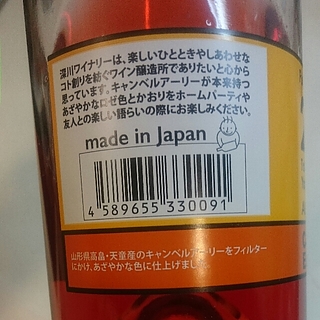 深川ワイナリーは、楽しいひとときやしあわせな
コト創りを紡ぐワイン醸造所でありたいと心から
思っています。キャンベルアーリーが本来持つ
あざやかなロゼ色とかおりをホームパーティや
友人との楽しい語らいの際にお楽しみください。
made in Japan
4 589655 330091
山形県高畠・天童産のキャンベルアーリーをフィルター
にかけ、あざやかな色に仕上げました。